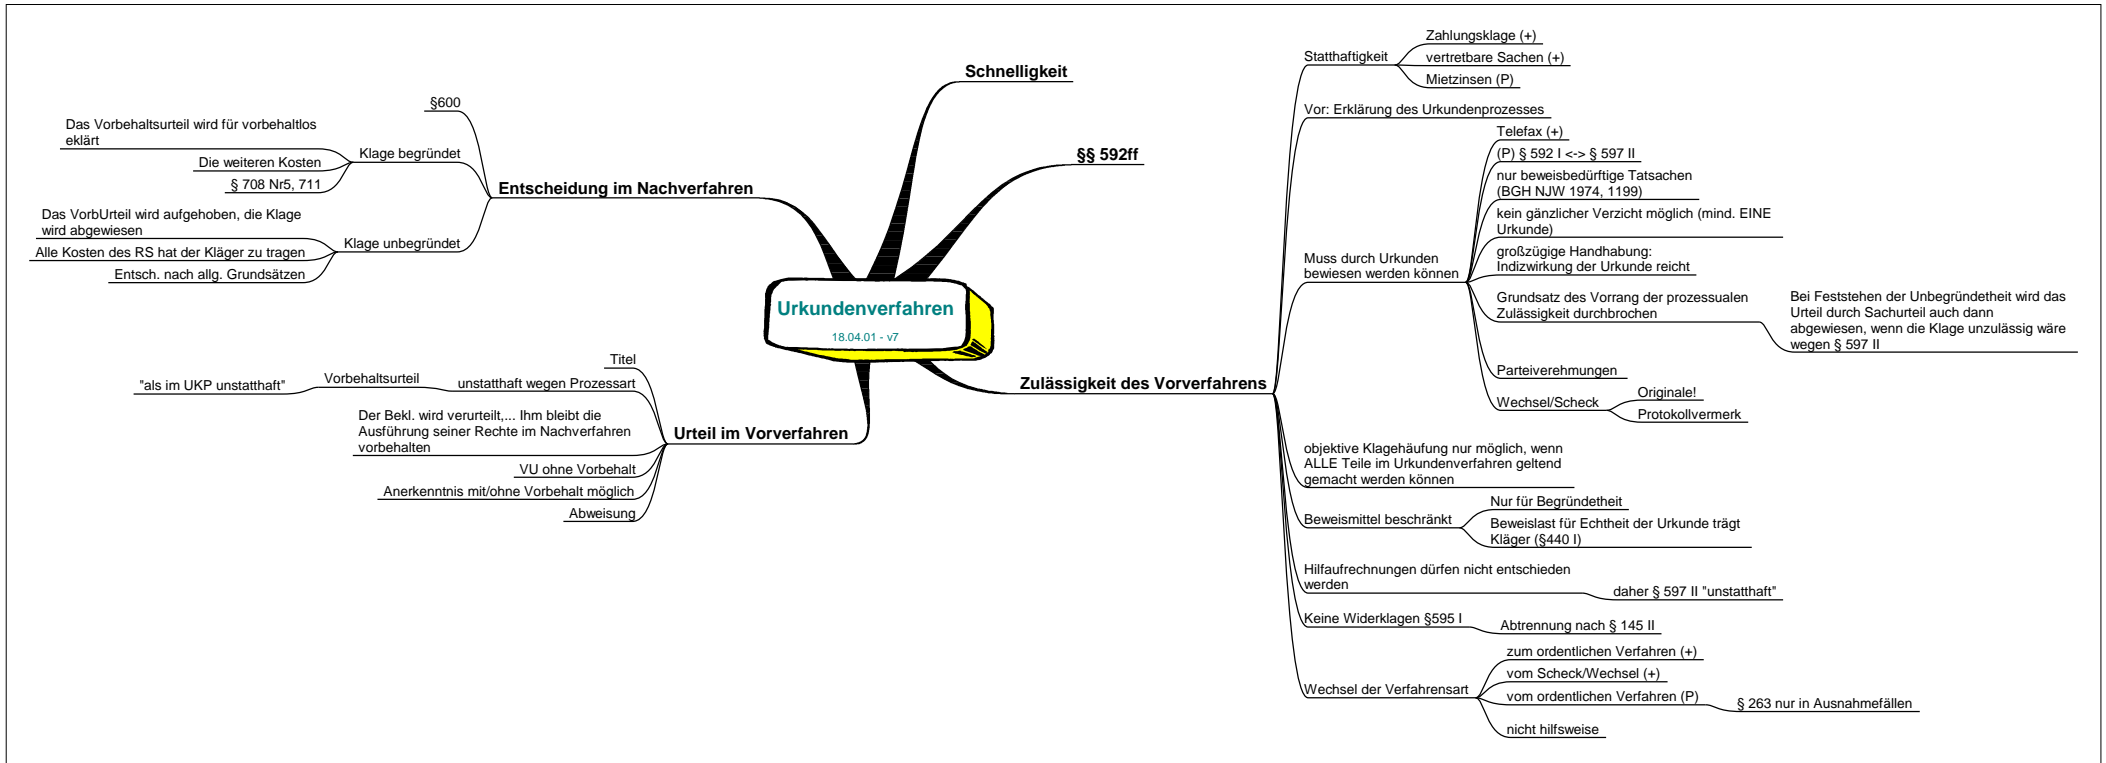 Urkundenverfahren
18.04.01 - v7
Schnelligkeit
§§ 592ff
Zulässigkeit des Vorverfahrens
Statthaftigkeit
Zahlungsklage (+)
vertretbare Sachen (+)
Mietzinsen (P)
Vor: Erklärung des Urkundenprozesses
Muss durch Urkunden
bewiesen werden können
Telefax (+)
(P) § 592 I <-> § 597 II
nur beweisbedürftige Tatsachen
(BGH NJW 1974, 1199)
kein gänzlicher Verzicht möglich (mind. EINE
Urkunde)
großzügige Handhabung:
Indizwirkung der Urkunde reicht
Grundsatz des Vorrang der prozessualen
Zulässigkeit durchbrochen
Bei Feststehen der Unbegründetheit wird das
Urteil durch Sachurteil auch dann
abgewiesen, wenn die Klage unzulässig wäre
wegen § 597 II
Parteiverehmungen
Wechsel/Scheck
Originale!
Protokollvermerk
objektive Klagehäufung nur möglich, wenn
ALLE Teile im Urkundenverfahren geltend
gemacht werden können
Beweismittel beschränkt
Nur für Begründetheit
Beweislast für Echtheit der Urkunde trägt
Kläger (§440 I)
Hilfaufrechnungen dürfen nicht entschieden
werden
daher § 597 II "unstatthaft"
Keine Widerklagen §595 I
Abtrennung nach § 145 II
Wechsel der Verfahrensart
zum ordentlichen Verfahren (+)
vom Scheck/Wechsel (+)
vom ordentlichen Verfahren (P)
§ 263 nur in Ausnahmefällen
nicht hilfsweise
Urteil im Vorverfahren
Titel
unstatthaft wegen Prozessart
Vorbehaltsurteil
"als im UKP unstatthaft"
Der Bekl. wird verurteilt,... Ihm bleibt die
Ausführung seiner Rechte im Nachverfahren
vorbehalten
VU ohne Vorbehalt
Anerkenntnis mit/ohne Vorbehalt möglich
Abweisung
Entscheidung im Nachverfahren
§600
Klage begründet
Das Vorbehaltsurteil wird für vorbehaltlos
eklärt
Die weiteren Kosten
§ 708 Nr5, 711
Klage unbegründet
Das VorbUrteil wird aufgehoben, die Klage
wird abgewiesen
Alle Kosten des RS hat der Kläger zu tragen
Entsch. nach allg. Grundsätzen